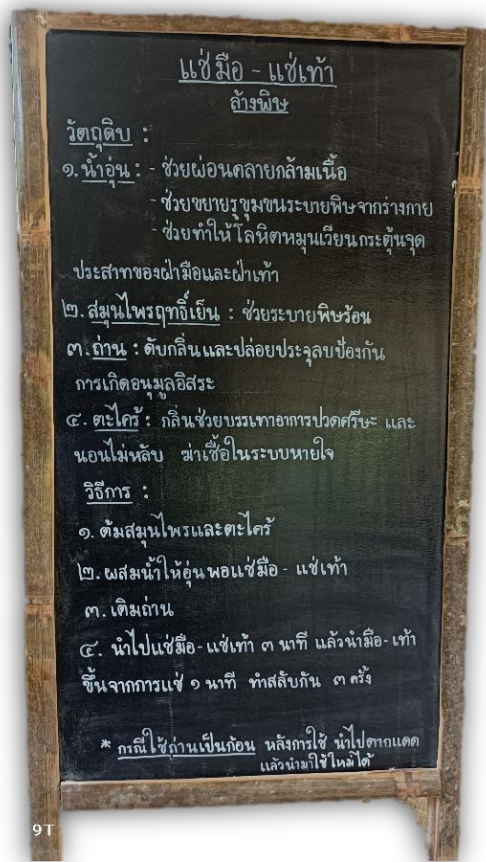 แช่มือ - แช่เท้า
ล้างพิษ
วัตถุดิบ :
๑. น้ำอุ่น : - ช่วยผ่อนคลายกล้ามเนื้อ
- ช่วยขยายรูขุมขนระบายพิษจากร่างกาย
- ช่วยทำให้โลหิตหมุนเวียนกระตุ้นจุด
ประสาทของฝ่ามือและฝ่าเท้า
๒. สมุนไพรฤทธิ์เย็น : ช่วยระบายพิษร้อน
๓. ถ่าน : ดับกลิ่นและปล่อยประจุลบป้องกัน
การเกิดอนุมูลอิสระ
๔. ตะไคร้ : กลิ่นช่วยบรรเทาอาการปวดศรีษะ และ
นอนไม่หลับ ฆ่าเชื้อในระบบหายใจ
วิธีการ :
๑. ต้มสมุนไพรและตะไคร้
๒. ผสมน้ำให้อุ่นพอแช่มือ - แช่เท้า
๓. เติมถ่าน
๔. นำไปแช่มือ - แช่เท้า ๓ นาที แล้วนำมือ - เท้า
ขึ้นจากการแช่ ๑ นาที ทำสลับกัน ๓ ครั้ง
* กรณีใช้ถ่านเป็นก้อน หลังการใช้ นำไปตากแดด
แล้วนำมาใช้ใหม่ได้
9T